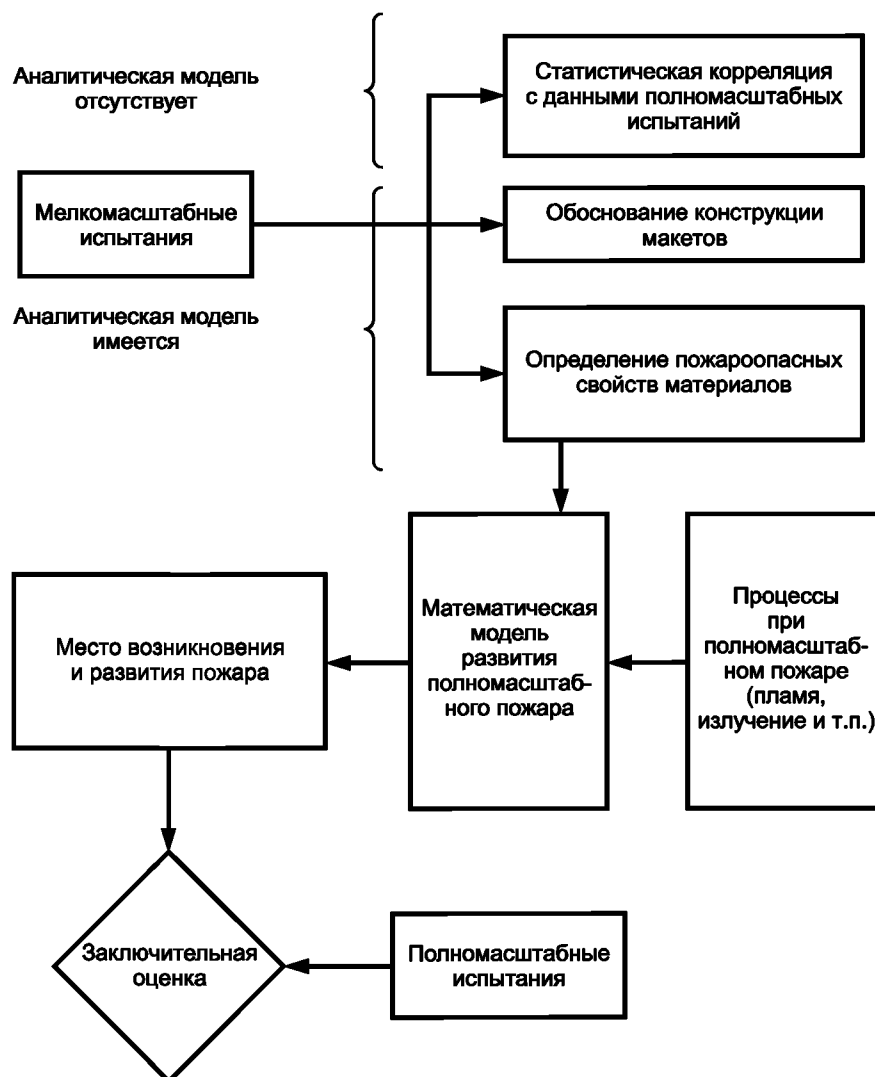 Аналитическая модель
отсутствует
Статистическая корреляция
с данными полномасштабных
испытаний
Мелкомасштабные
испытания
Обоснование конструкции
макетов
Аналитическая модель
имеется
Определение пожароопасных
свойств материалов
Место возникновения
и развития пожара
Математическая
модель
развития
полномасштаб-
ного пожара
Процессы
при
полномасштаб-
ном пожаре
(пламя,
излучение и т.п.)
Заключительная
оценка
Полномасштабные
испытания